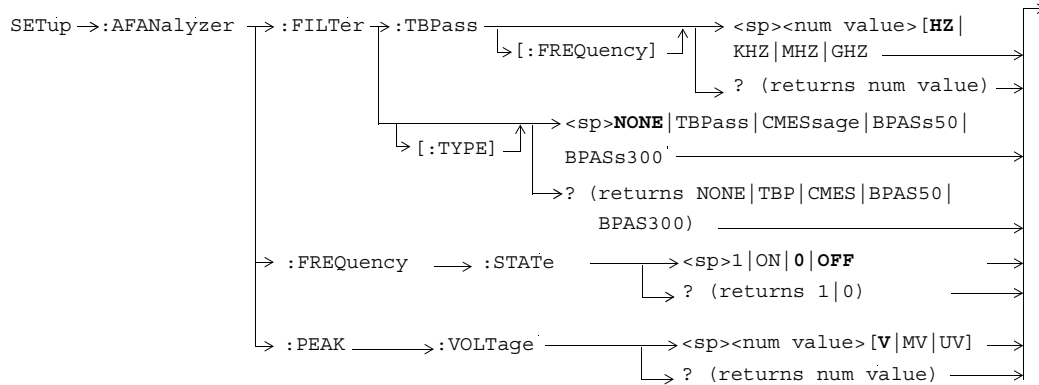 SETup :AFANalyzer :FILTer :TBPass <sp><num value>[HZ|
[:FREQuency] KHZ|MHZ|GHZ
? (returns num value)
<sp>NONE|TBPass|CMESsage|BPASs50|
[:TYPE] BPASs300
? (returns NONE|TBP|CMES|BPAS50|
BPAS300)
:FREQuency :STATe <sp>1|ON|0|OFF
? (returns 1|0)
:PEAK :VOLTage <sp><num value>[V|MV|UV]
? (returns num value)